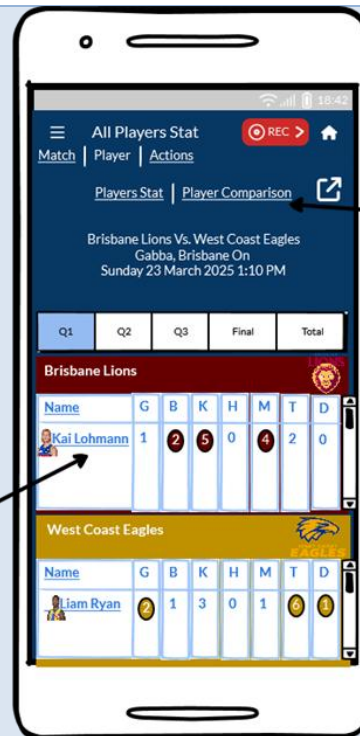 18:42
All Players Stat REC
Match Player Actions
Players Stat Player Comparison
Brisbane Lions Vs. West Coast Eagles
Gabba, Brisbane On
Sunday 23 March 2025 1:10 PM
Q1 Q2 Q3 Final Total
Brisbane Lions LIONS
Name G B K H M T D
Kai Lohmann 1 2 5 0 4 2 0
West Coast Eagles EAGLES
Name G B K H M T D
Liam Ryan 2 1 3 0 1 6 1